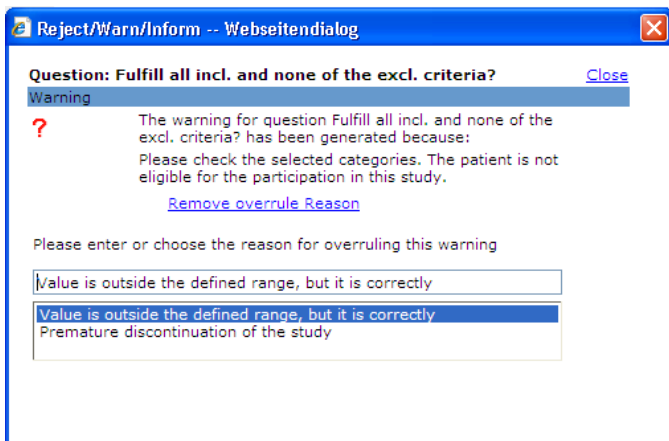 Reject/Warn/Inform -- Webseitendialog
Question: Fulfill all incl. and none of the excl. criteria? Close
Warning
? The warning for question Fulfill all incl. and none of the
excl. criteria? has been generated because:
Please check the selected categories. The patient is not
eligible for the participation in this study.
Remove overrule Reason
Please enter or choose the reason for overruling this warning
Value is outside the defined range, but it is correctly
Value is outside the defined range, but it is correctly
Premature discontinuation of the study